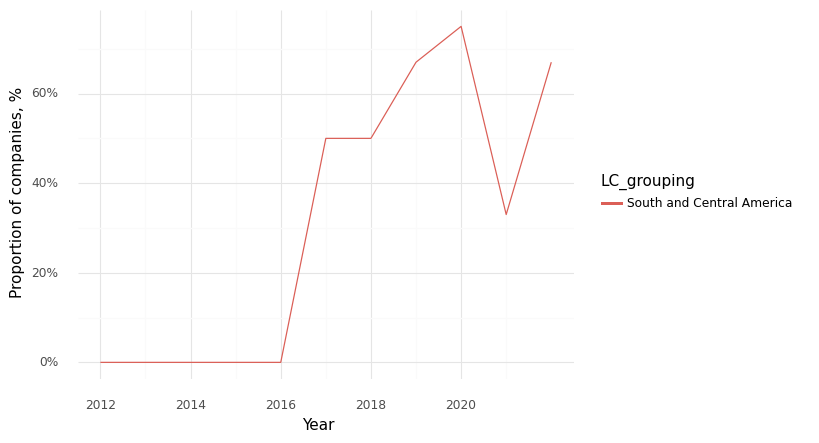 Proportion of companies, %
60%
40%
20%
0%
2012
2014
2016
2018
2020
Year
LC_grouping
South and Central America